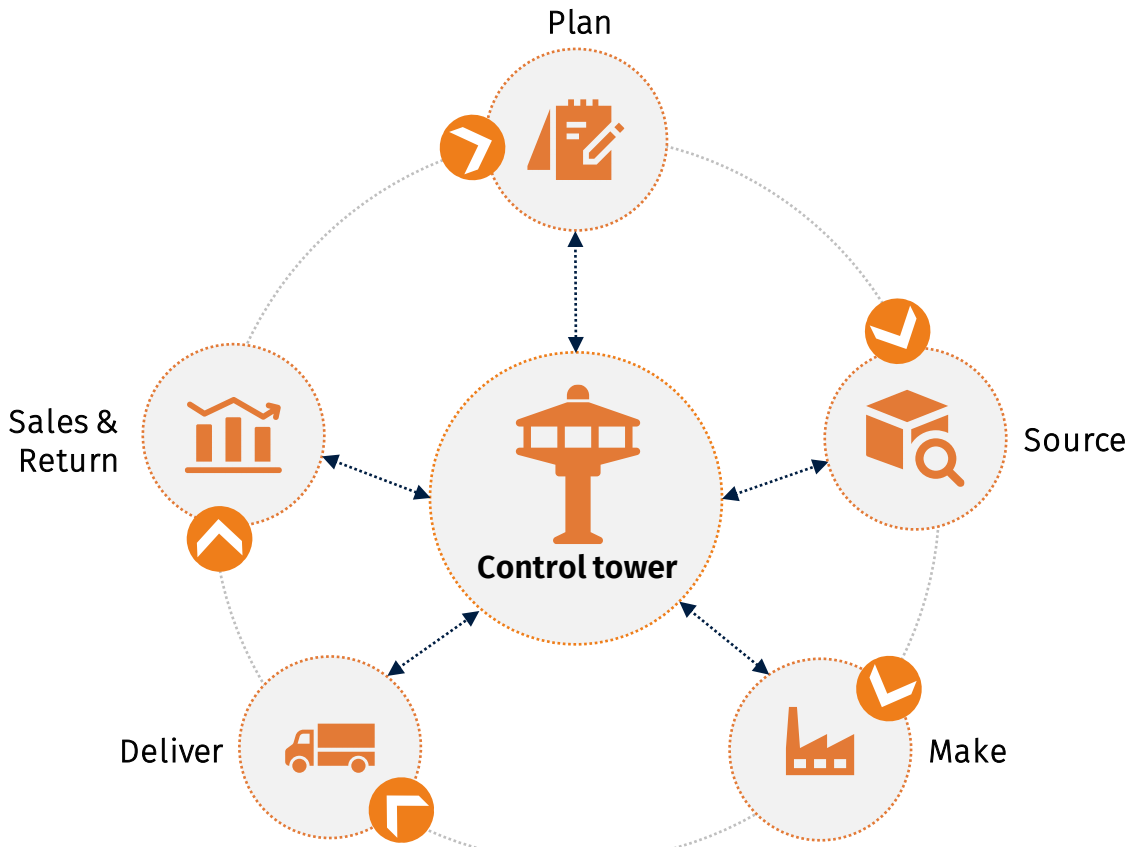 Plan
Sales &
Return
Source
Control tower
Deliver
Make